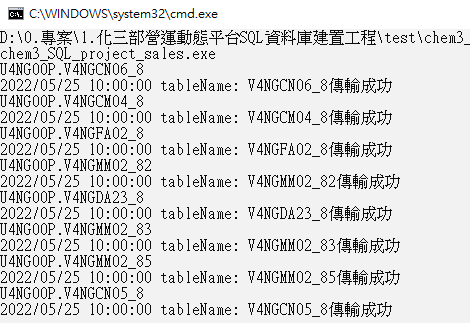 C:\WINDOWS\system32\cmd.exe
D:\0.專案\1.化三部營運動態平台SQL資料庫建置工程\test\chem3_
chem3_SQL_project_sales.exe
U4NG00P.V4NGCN06_8
2022/05/25 10:00:00 tableName: V4NGCN06_8傳輸成功
U4NG00P.V4NGCM04_8
2022/05/25 10:00:00 tableName: V4NGCM04_8傳輸成功
U4NG00P.V4NGFA02_8
2022/05/25 10:00:00 tableName: V4NGFA02_8傳輸成功
U4NG00P.V4NGMM02_82
2022/05/25 10:00:00 tableName: V4NGMM02_82傳輸成功
U4NG00P.V4NGDA23_8
2022/05/25 10:00:00 tableName: V4NGDA23_8傳輸成功
U4NG00P.V4NGMM02_83
2022/05/25 10:00:00 tableName: V4NGMM02_83傳輸成功
U4NG00P.V4NGMM02_85
2022/05/25 10:00:00 tableName: V4NGMM02_85傳輸成功
U4NG00P.V4NGCN05_8
2022/05/25 10:00:00 tableName: V4NGCN05_8傳輸成功